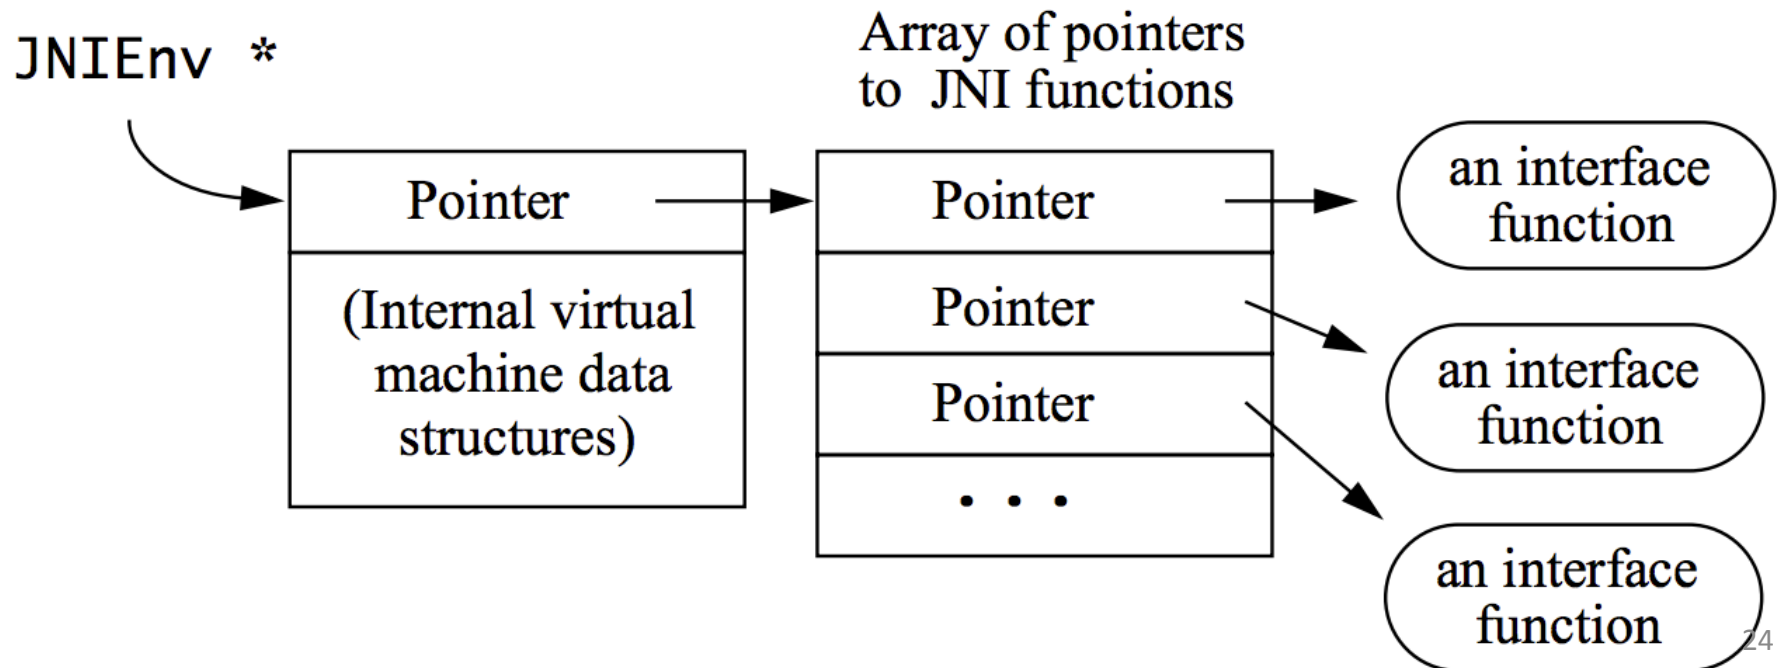 JNIEnv *
Array of pointers
to JNI functions
Pointer
(Internal virtual
machine data
structures)
Pointer
Pointer
Pointer
. . .
an interface
function
an interface
function
an interface
function
24